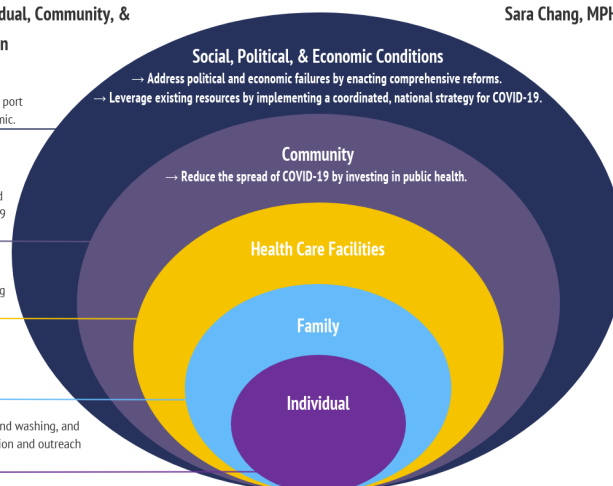 dual, Community, &
n
Sara Chang, MPH
port
mic.
d
9
g
nd washing, and
ion and outreach
Social, Political, & Economic Conditions
→ Address political and economic failures by enacting comprehensive reforms.
→ Leverage existing resources by implementing a coordinated, national strategy for COVID-19.
Community
→ Reduce the spread of COVID-19 by investing in public health.
Health Care Facilities
Family
Individual